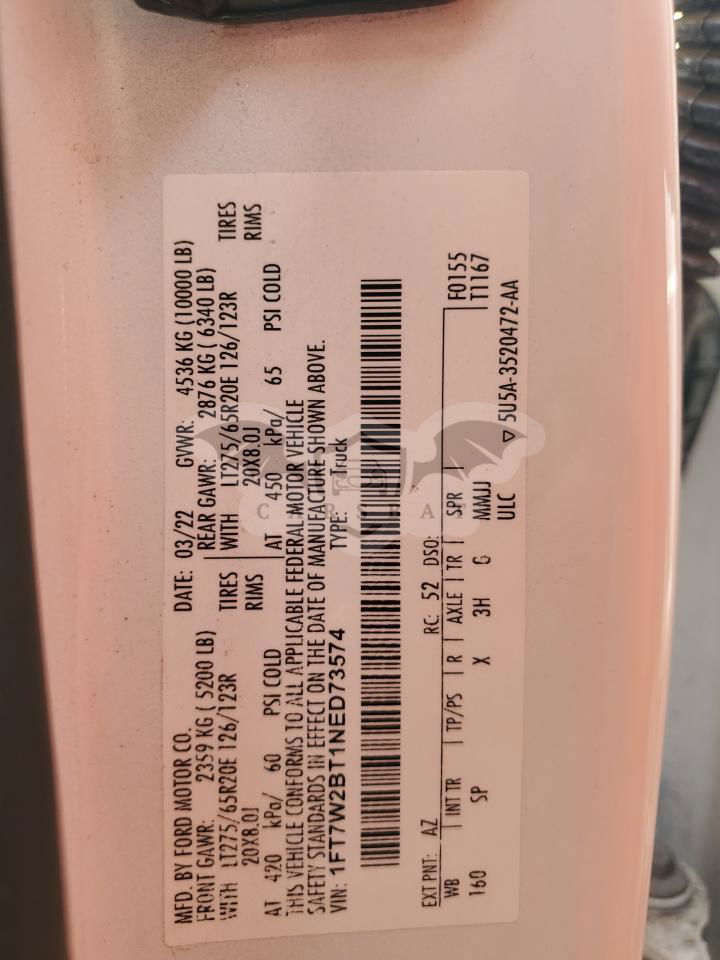 MFD. BY FORD MOTOR CO.
DATE: 03/22 GVWR: 4536 KG (10000 LB)
FRONT GAWR: 2359 KG ( 5200 LB) REAR GAWR: 2876 KG ( 6340 LB)
WITH LT275/65R20E 126/123R TIRES WITH LT275/65R20E 126/123R TIRES
20X8.0J RIMS 20X8.0J RIMS
AT 420 kPa/ 60 PSI COLD AT 450 kPa/ 65 PSI COLD
THIS VEHICLE CONFORMS TO ALL APPLICABLE FEDERAL MOTOR VEHICLE
SAFETY STANDARDS IN EFFECT ON THE DATE OF MANUFACTURE SHOWN ABOVE.
VIN: 1FT7W2BT1NED73574 TYPE: Truck
CARSBAT
EXT PNT: AZ RC: 52 DSO: F0155
WB INT TR TP/PS R AXLE TR SPR T1167
160 SP X 3H G MMJJ
ULC
▽ 5U5A-3520472-AA